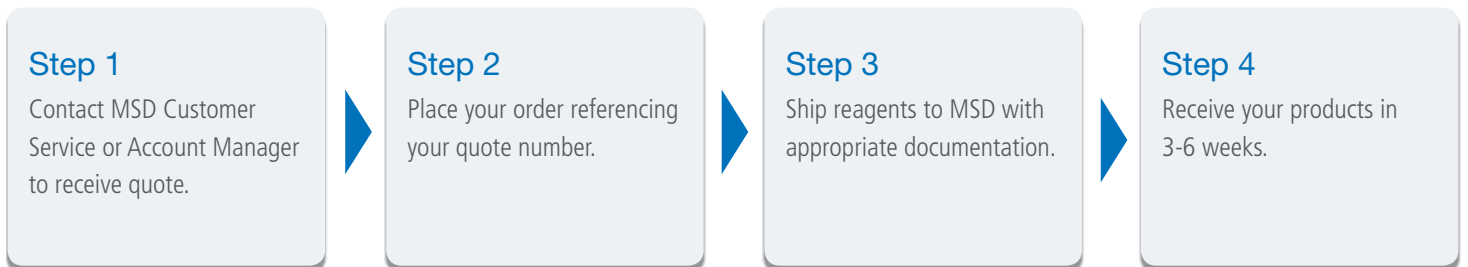 Step 1
Contact MSD Customer
Service or Account Manager
to receive quote.
Step 2
Place your order referencing
your quote number.
Step 3
Ship reagents to MSD with
appropriate documentation.
Step 4
Receive your products in
3-6 weeks.